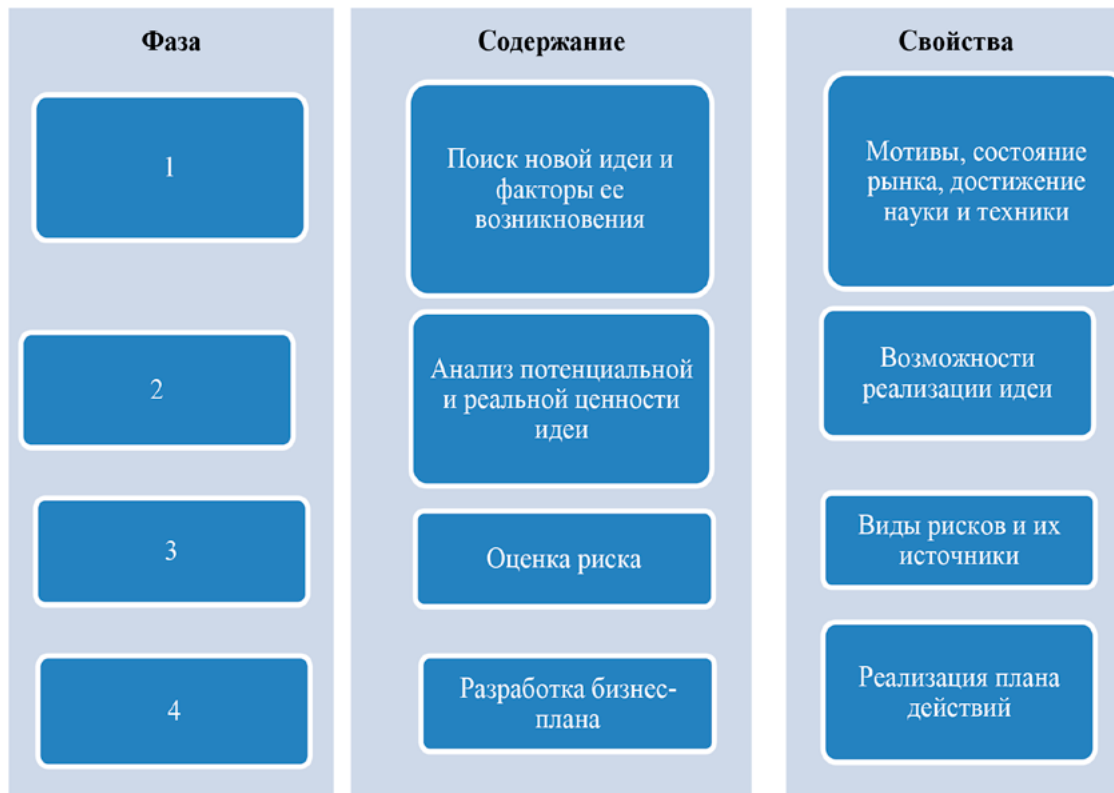 Фаза
Содержание
Свойства
1
Поиск новой идеи и
факторы ее
возникновения
Мотивы, состояние
рынка, достижение
науки и техники
2
Анализ потенциальной
и реальной ценности
идеи
Возможности
реализации идеи
3
Оценка риска
Виды рисков и их
источники
4
Разработка бизнес-
плана
Реализация плана
действий